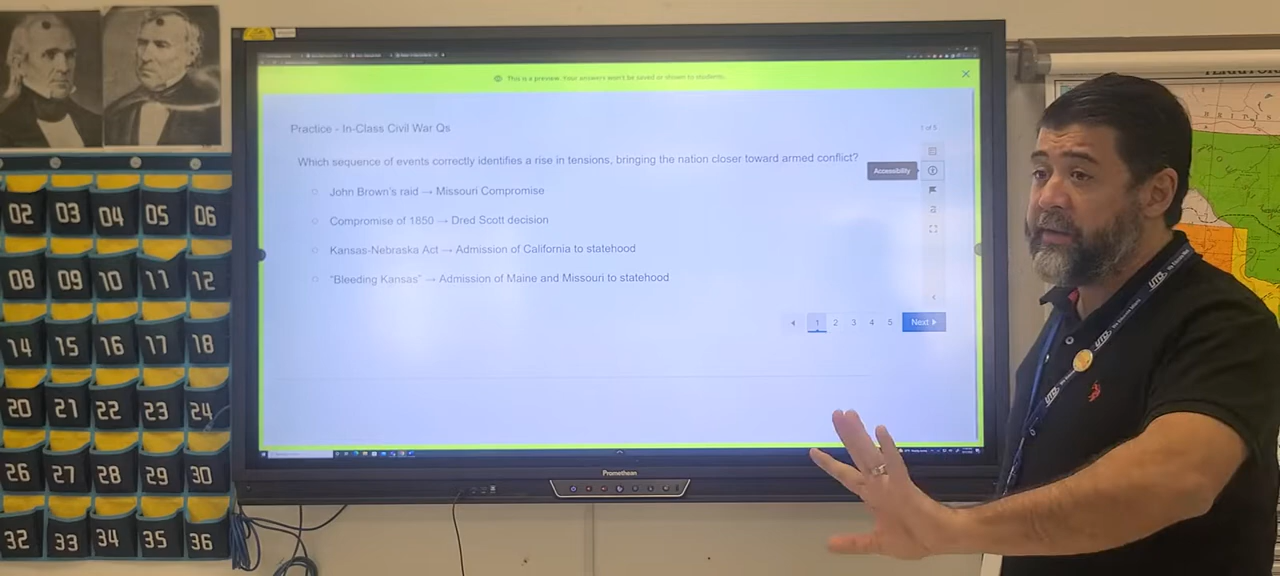 This is a preview. Your answers won't be saved or shown to students.
Practice - In-Class Civil War Qs
1 of 5
Which sequence of events correctly identifies a rise in tensions, bringing the nation closer toward armed conflict?
Accessibility
John Brown's raid → Missouri Compromise
Compromise of 1850 → Dred Scott decision
Kansas-Nebraska Act → Admission of California to statehood
"Bleeding Kansas" → Admission of Maine and Missouri to statehood
1 2 3 4 5 Next
Promethean
02 03 04 05 06
08 09 10 11 12
14 15 16 17 18
20 21 22 23 24
26 27 28 29 30
32 33 34 35 36
UTD
UTD
UTD